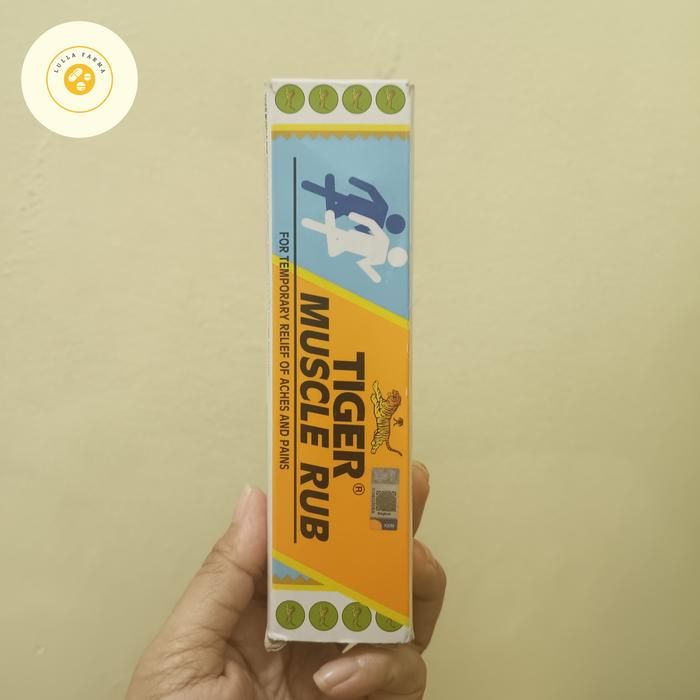 LULLA FARMA
TIGER®
MUSCLE RUB
FOR TEMPORARY RELIEF OF ACHES AND PAINS